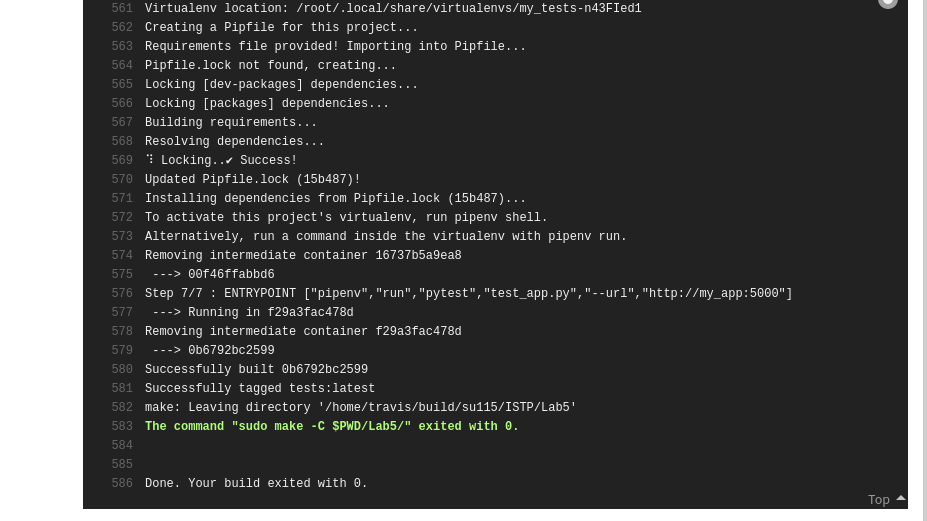 561 Virtualenv location: /root/.local/share/virtualenvs/my_tests-n43FIed1
562 Creating a Pipfile for this project...
563 Requirements file provided! Importing into Pipfile...
564 Pipfile.lock not found, creating...
565 Locking [dev-packages] dependencies...
566 Locking [packages] dependencies...
567 Building requirements...
568 Resolving dependencies...
569 ⠹ Locking..✔ Success!
570 Updated Pipfile.lock (15b487)!
571 Installing dependencies from Pipfile.lock (15b487)...
572 To activate this project's virtualenv, run pipenv shell.
573 Alternatively, run a command inside the virtualenv with pipenv run.
574 Removing intermediate container 16737b5a9ea8
575  ---> 00f46ffabbd6
576 Step 7/7 : ENTRYPOINT ["pipenv","run","pytest","test_app.py","--url","http://my_app:5000"]
577  ---> Running in f29a3fac478d
578 Removing intermediate container f29a3fac478d
579  ---> 0b6792bc2599
580 Successfully built 0b6792bc2599
581 Successfully tagged tests:latest
582 make: Leaving directory '/home/travis/build/su115/ISTP/Lab5'
583 The command "sudo make -C $PWD/Lab5/" exited with 0.
584
585
586 Done. Your build exited with 0.
Top